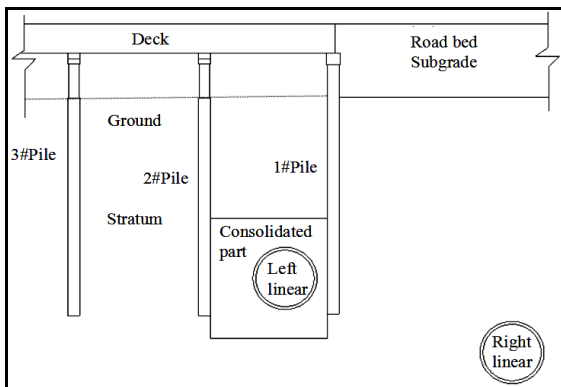 Deck
Road bed
Subgrade
Ground
3#Pile
2#Pile
1#Pile
Stratum
Consolidated
part
Left
linear
Right
linear